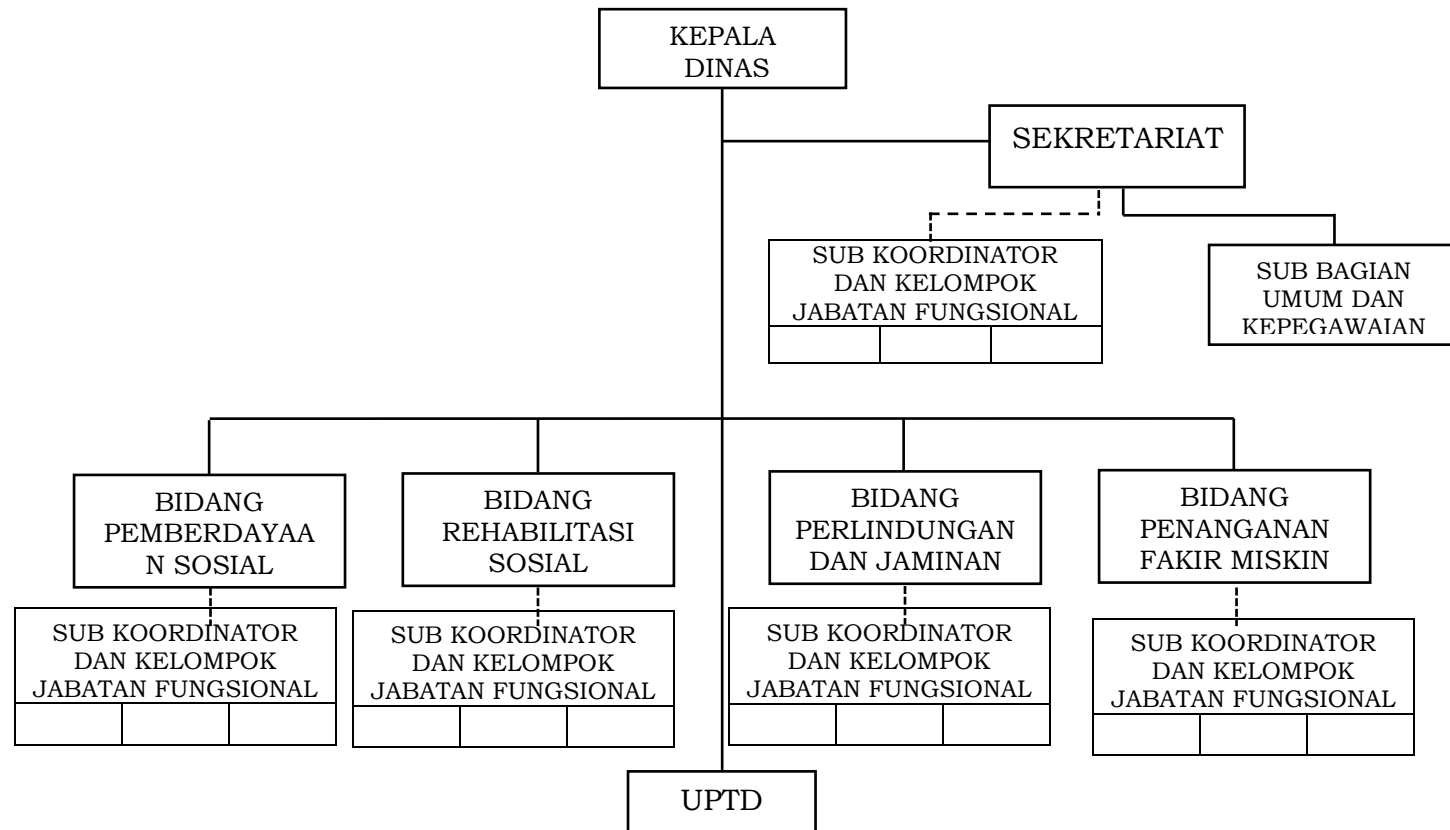 KEPALA
DINAS
SEKRETARIAT
SUB KOORDINATOR
DAN KELOMPOK
JABATAN FUNGSIONAL
SUB BAGIAN
UMUM DAN
KEPEGAWAIAN
BIDANG
PEMBERDAYAA
N SOSIAL
BIDANG
REHABILITASI
SOSIAL
BIDANG
PERLINDUNGAN
DAN JAMINAN
BIDANG
PENANGANAN
FAKIR MISKIN
SUB KOORDINATOR
DAN KELOMPOK
JABATAN FUNGSIONAL
SUB KOORDINATOR
DAN KELOMPOK
JABATAN FUNGSIONAL
SUB KOORDINATOR
DAN KELOMPOK
JABATAN FUNGSIONAL
SUB KOORDINATOR
DAN KELOMPOK
JABATAN FUNGSIONAL
UPTD